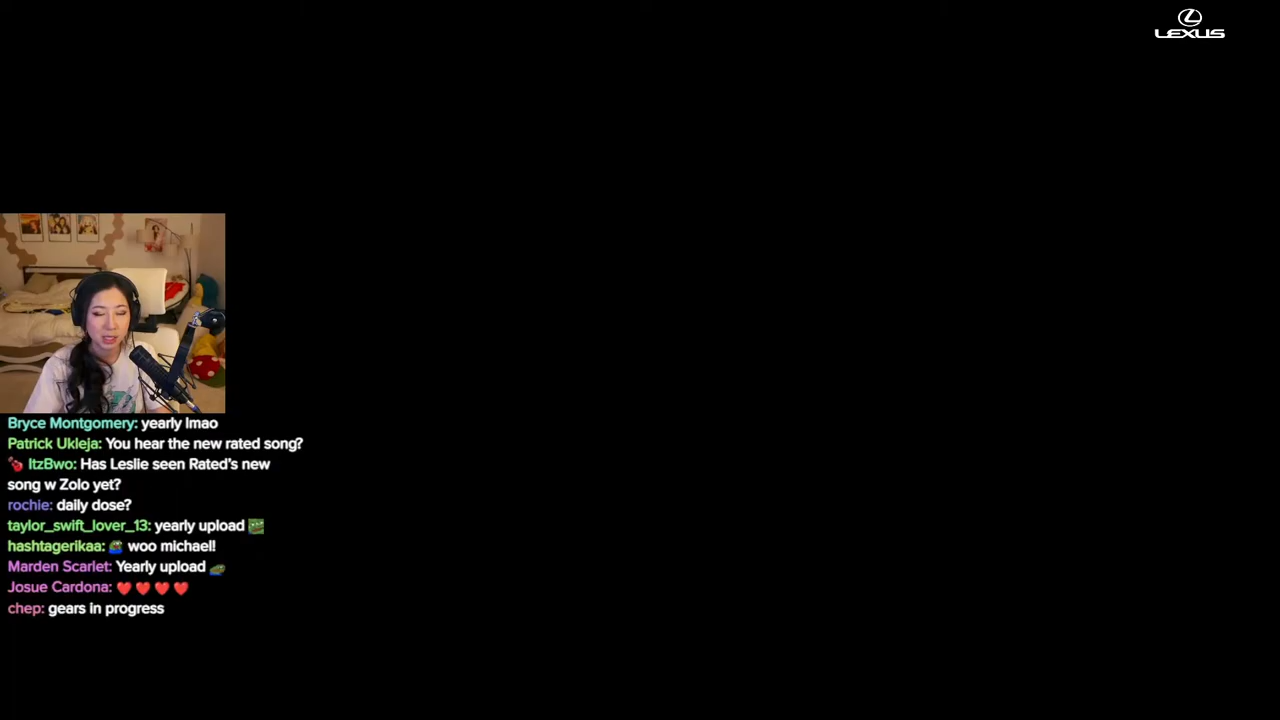 LEXUS
Bryce Montgomery: yearly lmao
Patrick Ukleja: You hear the new rated song?
ItzBwo: Has Leslie seen Rated's new
song w Zolo yet?
rochie: daily dose?
taylor_swift_lover_13: yearly upload
hashtagerikaa: woo michael!
Marden Scarlet: Yearly upload
Josue Cardona: ❤️ ❤️ ❤️ ❤️
chep: gears in progress